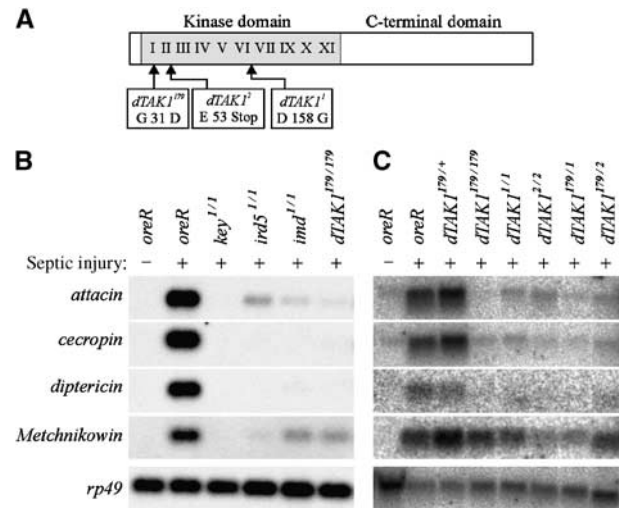 A
Kinase domain C-terminal domain
I II III IV V VI VII IX X XI
dTAK1¹⁷⁹ dTAK1² dTAK1¹
G 31 D E 53 Stop D 158 G
B
oreR oreR key¹/¹ ird5¹/¹ imd¹/¹ dTAK1¹⁷⁹/¹⁷⁹
C
oreR oreR dTAK1¹⁷⁹/⁺ dTAK1¹⁷⁹/¹⁷⁹ dTAK1¹/¹ dTAK1²/² dTAK1¹⁷⁹/¹ dTAK1¹⁷⁹/²
Septic injury: – + + + + + – + + + + + + +
attacin
cecropin
diptericin
Metchnikowin
rp49